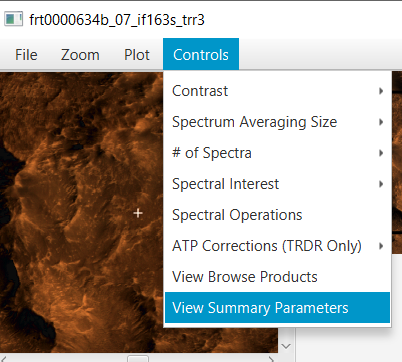 frt0000634b_07_if163s_trr3
File Zoom Plot Controls
Contrast
Spectrum Averaging Size
# of Spectra
Spectral Interest
Spectral Operations
ATP Corrections (TRDR Only)
View Browse Products
View Summary Parameters